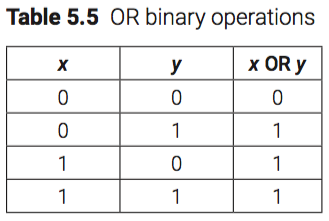 Table 5.5 OR binary operations
x y x OR y
0 0 0
0 1 1
1 0 1
1 1 1